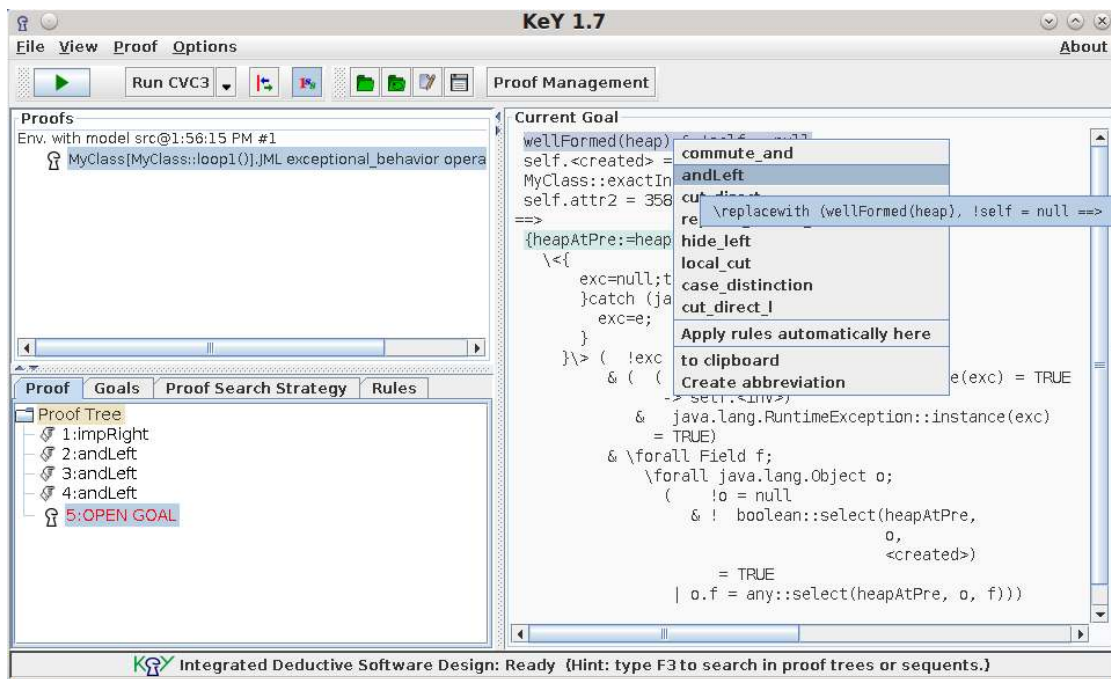 KeY 1.7
File View Proof Options About
Run CVC3 Proof Management
Proofs
Env. with model src@1:56:15 PM #1
MyClass[MyClass::loop1()].JML exceptional_behavior opera
Proof Goals Proof Search Strategy Rules
Proof Tree
1:impRight
2:andLeft
3:andLeft
4:andLeft
5:OPEN GOAL
Current Goal
wellFormed(heap) & !self = null
self.<created> =
MyClass::exactIn
self.attr2 = 358
==>
{heapAtPre:=heap
\<{
exc=null;t
}catch (ja
exc=e;
}
}\> ( !exc
& ( ( e(exc) = TRUE
-> self.<inv>)
& java.lang.RuntimeException::instance(exc)
= TRUE)
& \forall Field f;
\forall java.lang.Object o;
( !o = null
& ! boolean::select(heapAtPre,
o,
<created>)
= TRUE
| o.f = any::select(heapAtPre, o, f)))
commute_and
andLeft
cut_direct
\replacewith (wellFormed(heap), !self = null ==>
hide_left
local_cut
case_distinction
cut_direct_l
Apply rules automatically here
to clipboard
Create abbreviation
KeY Integrated Deductive Software Design: Ready (Hint: type F3 to search in proof trees or sequents.)